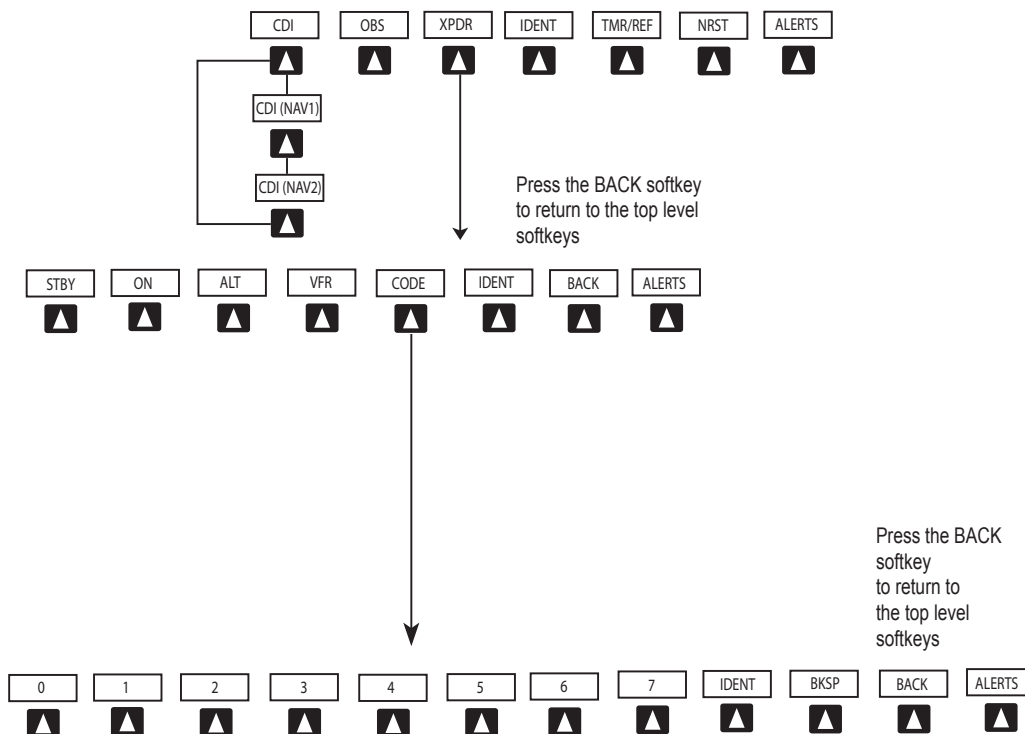 CDI OBS XPDR IDENT TMR/REF NRST ALERTS
CDI (NAV1)
CDI (NAV2)
Press the BACK softkey
to return to the top level
softkeys
STBY ON ALT VFR CODE IDENT BACK ALERTS
Press the BACK
softkey
to return to
the top level
softkeys
0 1 2 3 4 5 6 7 IDENT BKSP BACK ALERTS